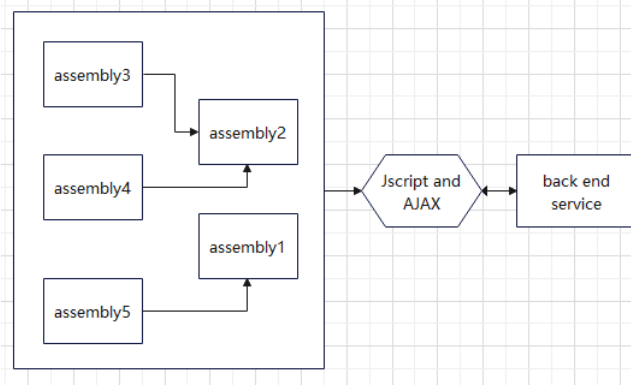 assembly3
assembly2
assembly4
assembly1
assembly5
Jscript and
AJAX
back end
service